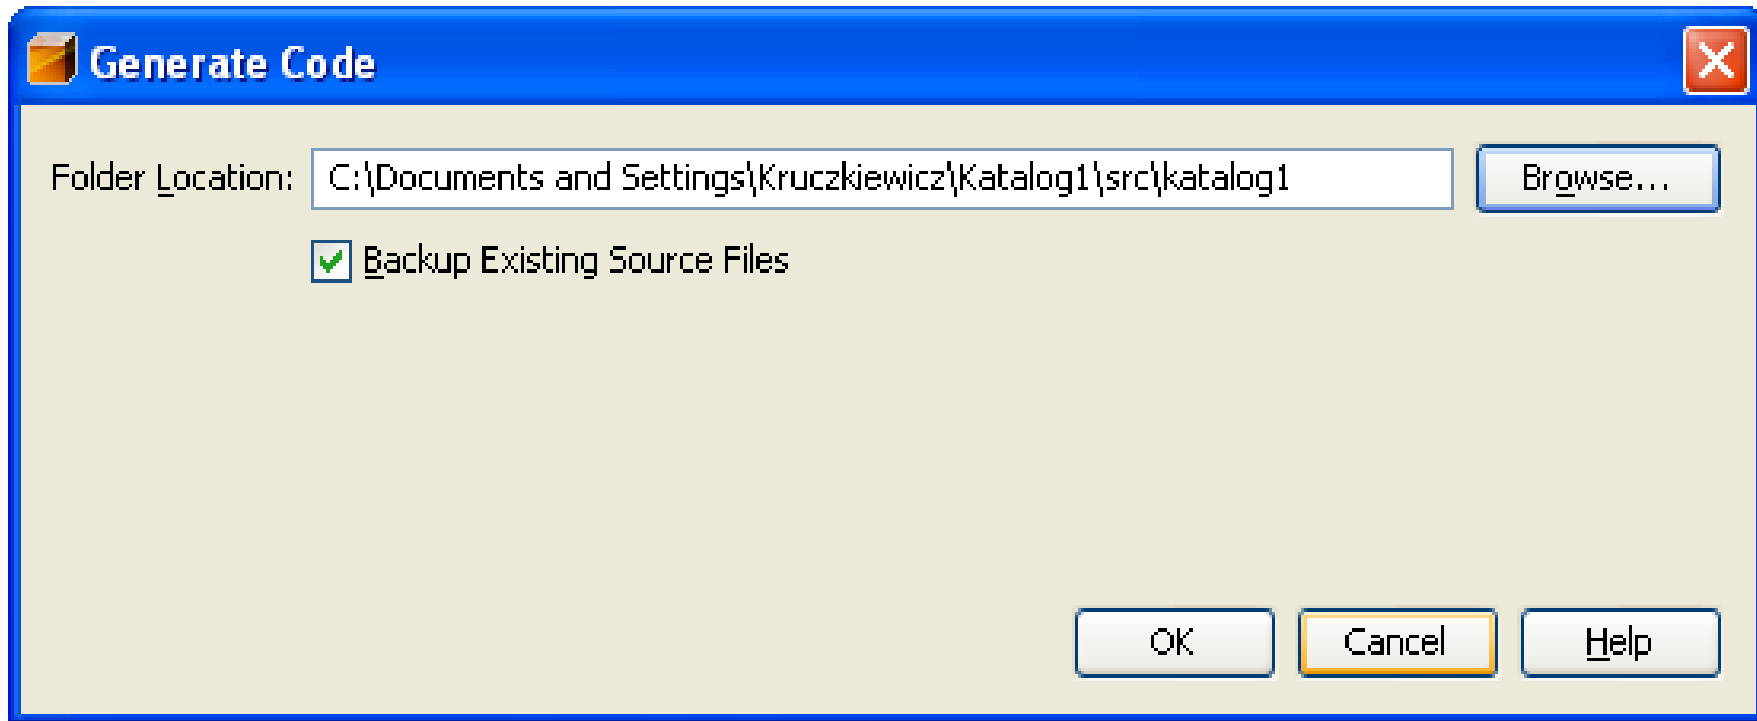 Generate Code
Folder Location: C:\Documents and Settings\Kruczkiewicz\Katalog1\src\katalog1 Browse...
Backup Existing Source Files
OK Cancel Help